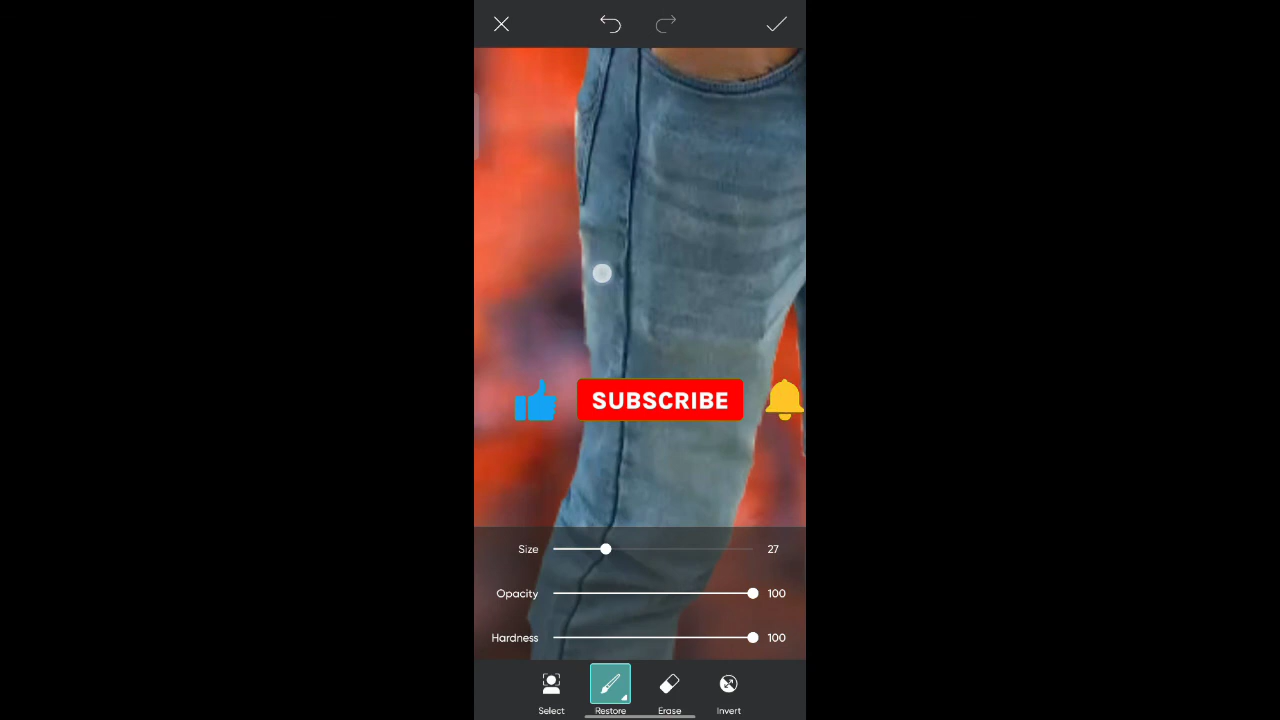 SUBSCRIBE
Size 27
Opacity 100
Hardness 100
Select Restore Erase Invert